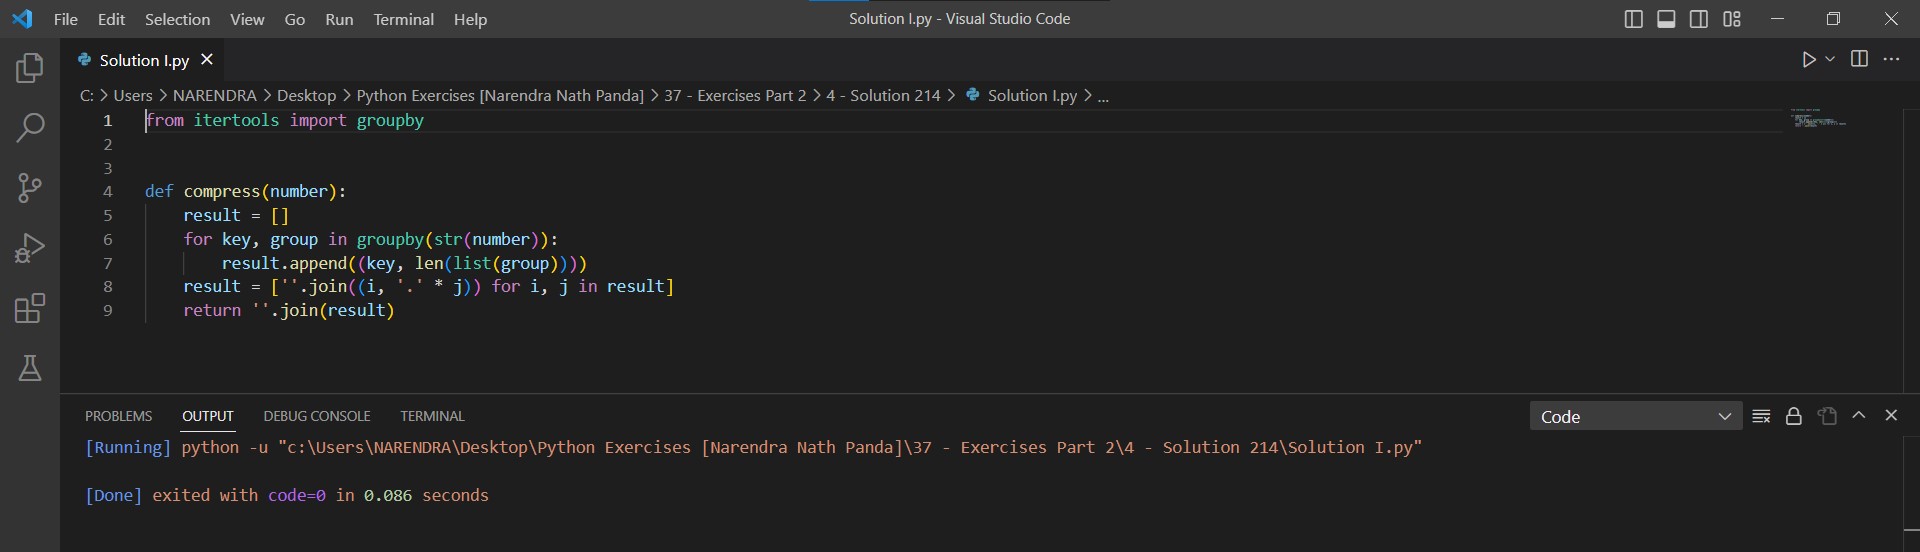 File Edit Selection View Go Run Terminal Help Solution I.py - Visual Studio Code
Solution I.py
C: > Users > NARENDRA > Desktop > Python Exercises [Narendra Nath Panda] > 37 - Exercises Part 2 > 4 - Solution 214 > Solution I.py > ...
1 from itertools import groupby
2
3
4 def compress(number):
5     result = []
6     for key, group in groupby(str(number)):
7         result.append((key, len(list(group))))
8     result = [''.join((i, '.' * j)) for i, j in result]
9     return ''.join(result)
PROBLEMS OUTPUT DEBUG CONSOLE TERMINAL Code
[Running] python -u "c:\Users\NARENDRA\Desktop\Python Exercises [Narendra Nath Panda]\37 - Exercises Part 2\4 - Solution 214\Solution I.py"
[Done] exited with code=0 in 0.086 seconds